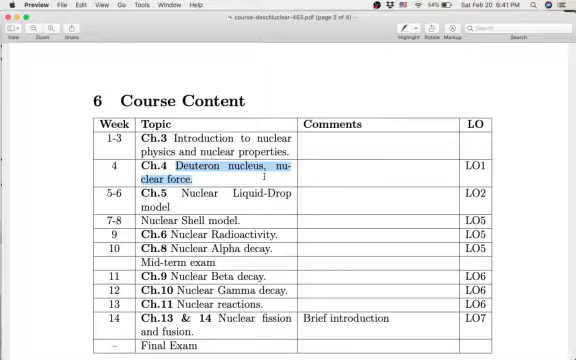 Preview File Edit View Go Tools Window Help 54% Sat Feb 20 6:41 PM
course-descNuclear-463.pdf (page 3 of 4)
View Zoom Share Highlight Rotate Markup Search
Search
6 Course Content
Week Topic Comments LO
1-3 Ch.3 Introduction to nuclear
physics and nuclear properties.
4 Ch.4 Deuteron nucleus, nu- LO1
clear force.
5-6 Ch.5 Nuclear Liquid-Drop LO2
model
7-8 Nuclear Shell model. LO5
9 Ch.6 Nuclear Radioactivity. LO5
10 Ch.8 Nuclear Alpha decay. LO5
Mid-term exam
11 Ch.9 Nuclear Beta decay. LO6
12 Ch.10 Nuclear Gamma decay. LO6
13 Ch.11 Nuclear reactions. LO6
14 Ch.13 & 14 Nuclear fission Brief introduction LO7
and fusion.
– Final Exam